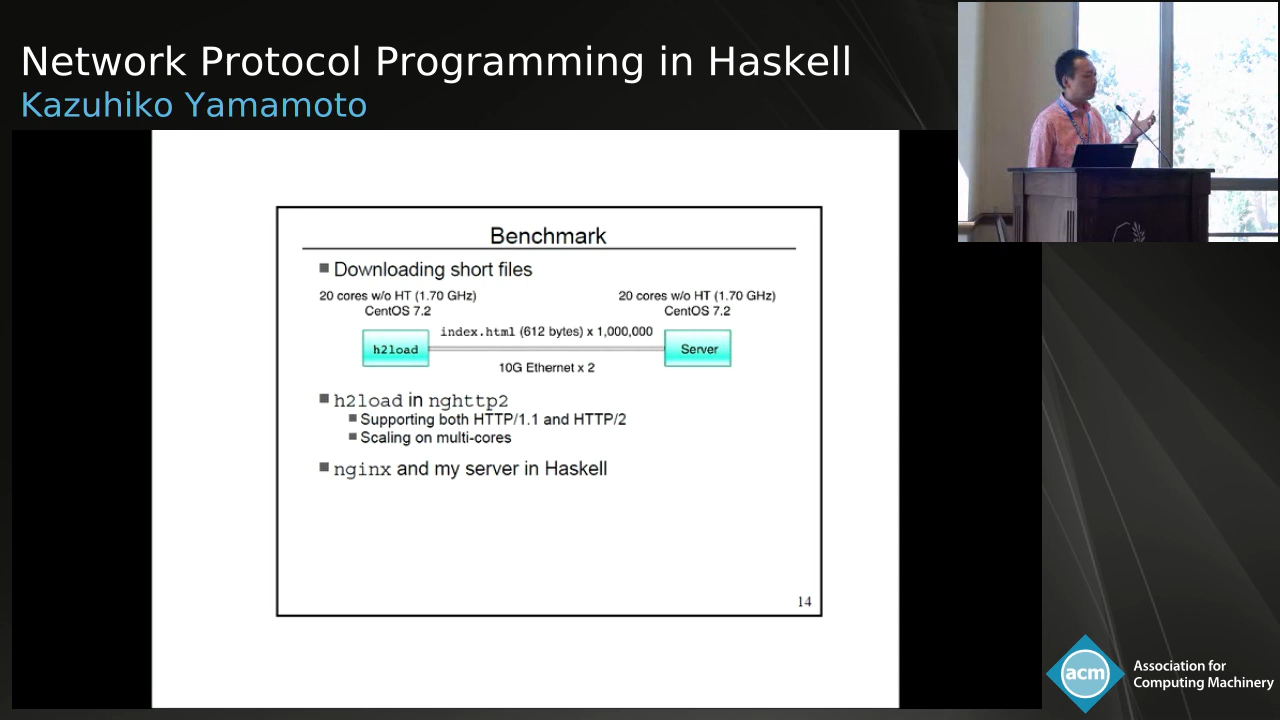 Network Protocol Programming in Haskell
Kazuhiko Yamamoto
Benchmark
Downloading short files
20 cores w/o HT (1.70 GHz)
CentOS 7.2
20 cores w/o HT (1.70 GHz)
CentOS 7.2
index.html (612 bytes) x 1,000,000
h2load
Server
10G Ethernet x 2
h2load in nghttp2
Supporting both HTTP/1.1 and HTTP/2
Scaling on multi-cores
nginx and my server in Haskell
14
acm
Association for
Computing Machinery